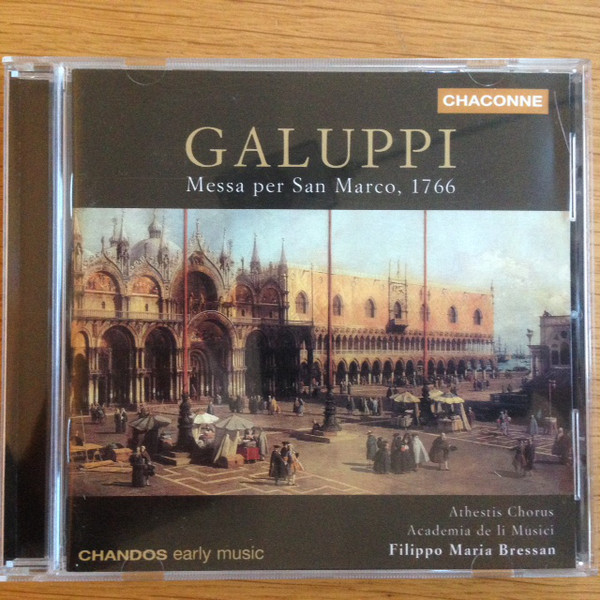 CHACONNE
GALUPPI
Messa per San Marco, 1766
Athestis Chorus
Academia de li Musici
CHANDOS early music
Filippo Maria Bressan